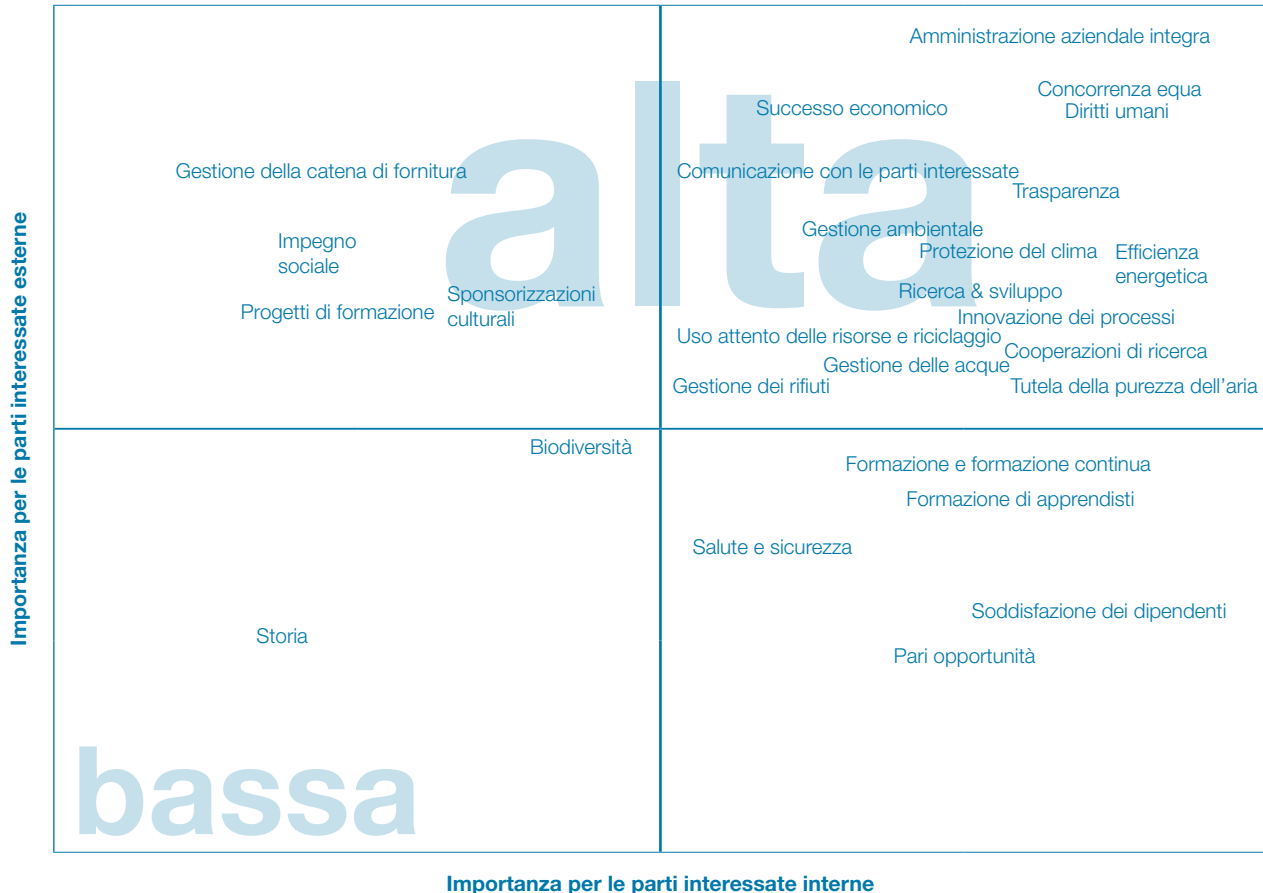 Amministrazione aziendale integra
Concorrenza equa
Successo economico
Diritti umani
alta
Gestione della catena di fornitura
Comunicazione con le parti interessate
Trasparenza
Gestione ambientale
Impegno
sociale
Protezione del clima
Efficienza
energetica
Ricerca & sviluppo
Sponsorizzazioni
culturali
Progetti di formazione
Innovazione dei processi
Uso attento delle risorse e riciclaggio
Cooperazioni di ricerca
Gestione delle acque
Gestione dei rifiuti
Tutela della purezza dell'aria
Biodiversità
Formazione e formazione continua
Formazione di apprendisti
Salute e sicurezza
Soddisfazione dei dipendenti
Storia
Pari opportunità
bassa
Importanza per le parti interessate esterne
Importanza per le parti interessate interne